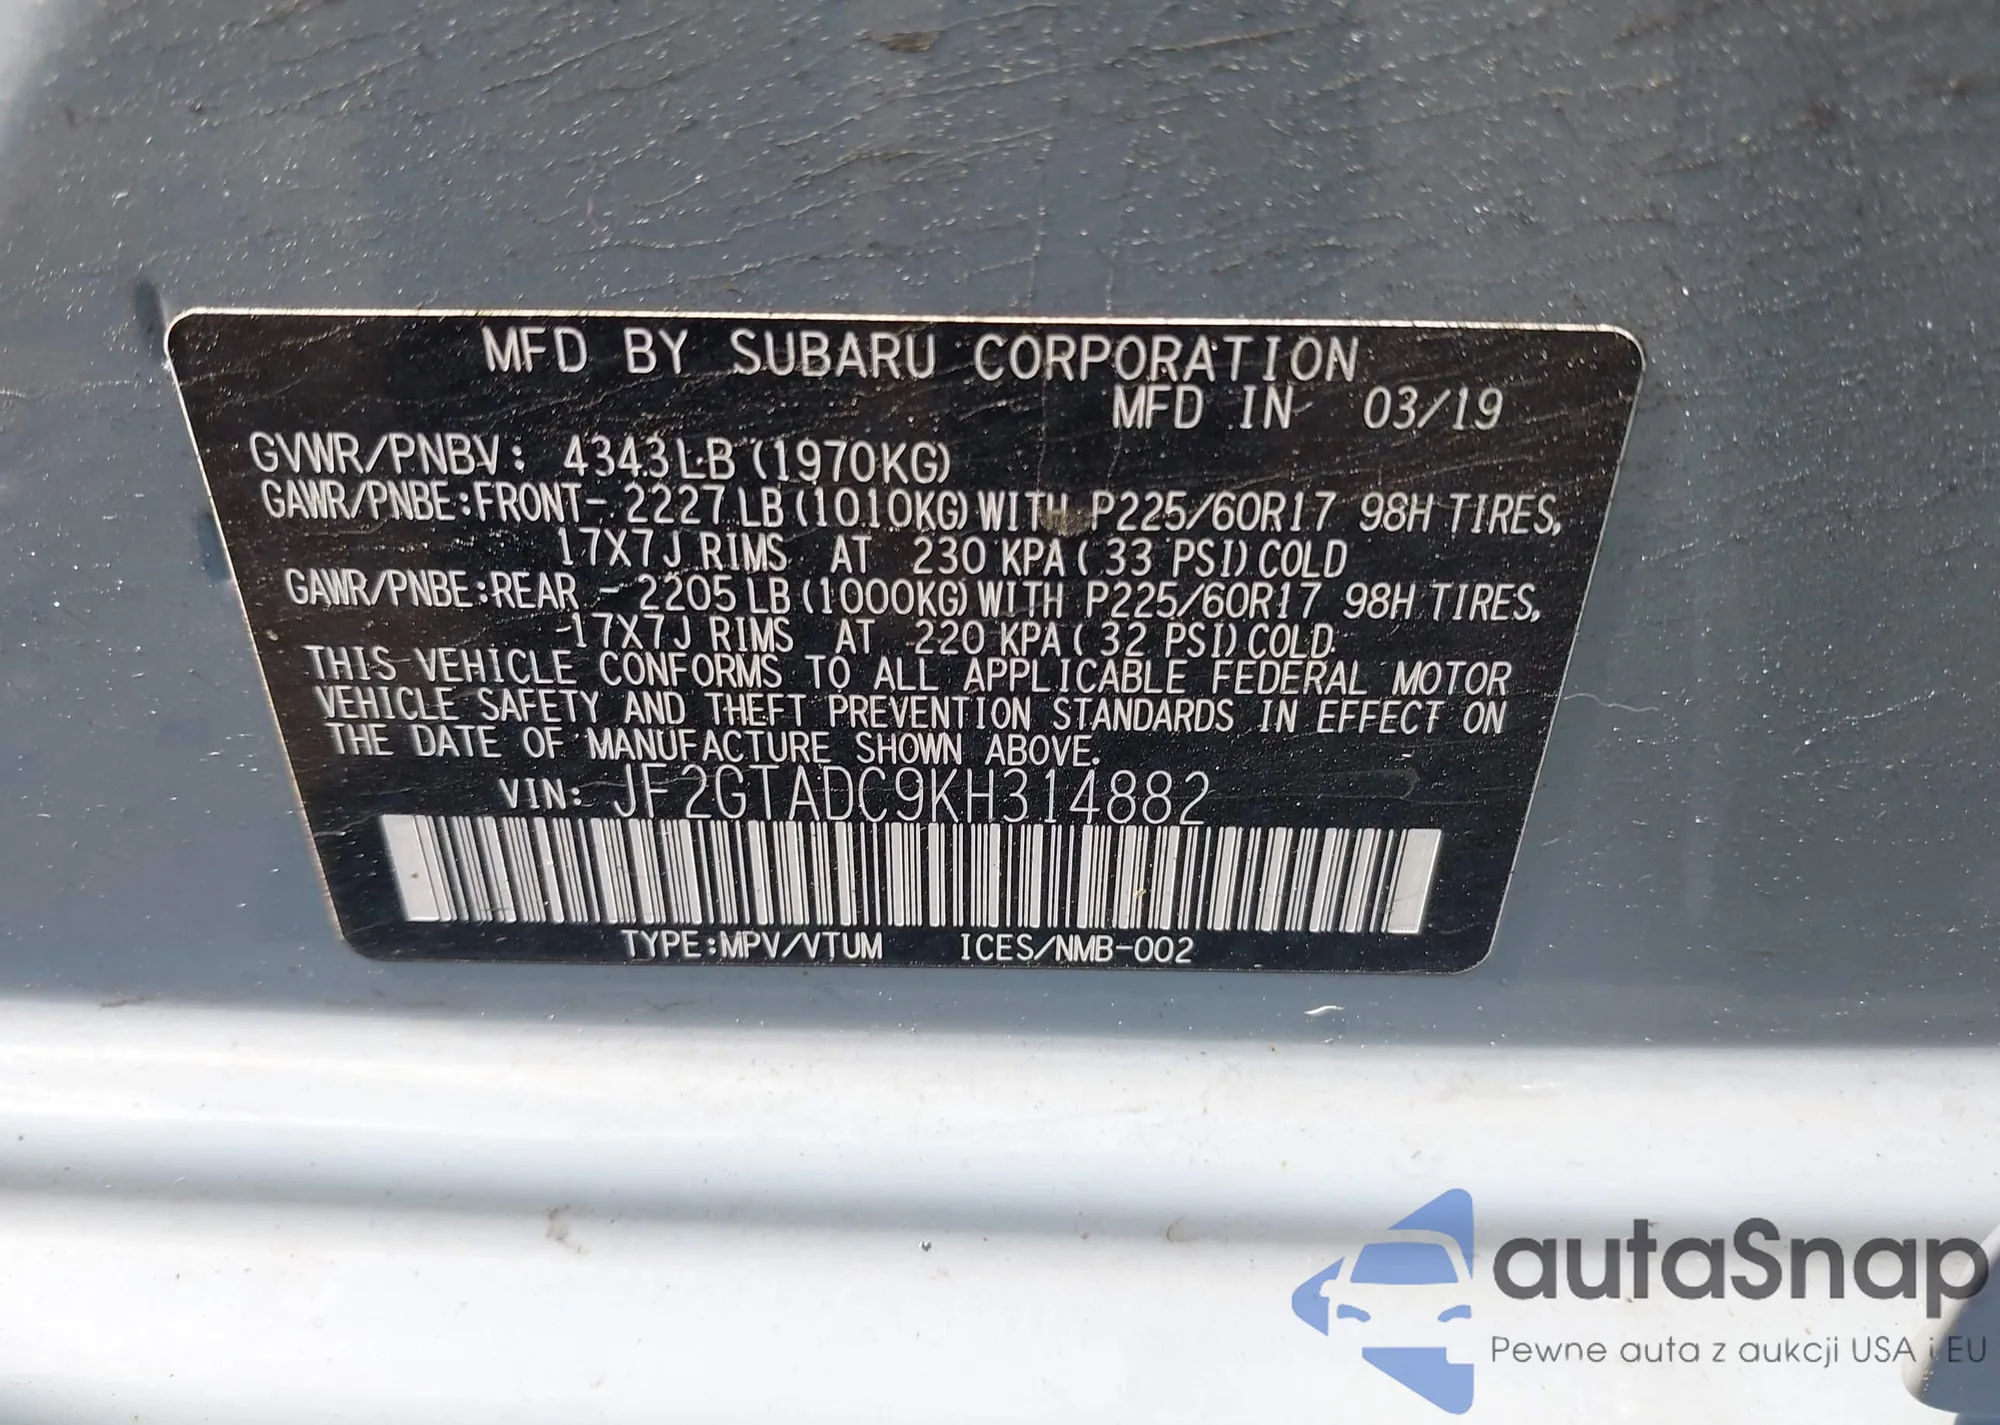 MFD BY SUBARU CORPORATION
MFD IN 03/19
GVWR/PNBV: 4343LB (1970KG)
GAWR/PNBE:FRONT- 2227 LB (1010KG) WITH P225/60R17 98H TIRES,
17X7J RIMS AT 230 KPA ( 33 PSI) COLD
GAWR/PNBE:REAR - 2205 LB (1000KG) WITH P225/60R17 98H TIRES,
17X7J RIMS AT 220 KPA ( 32 PSI) COLD
THIS VEHICLE CONFORMS TO ALL APPLICABLE FEDERAL MOTOR
VEHICLE SAFETY AND THEFT PREVENTION STANDARDS IN EFFECT ON
THE DATE OF MANUFACTURE SHOWN ABOVE.
VIN: JF2GTADC9KH314882
TYPE:MPV/VTUM ICES/NMB-002
autaSnap
Pewne auta z aukcji USA i EU